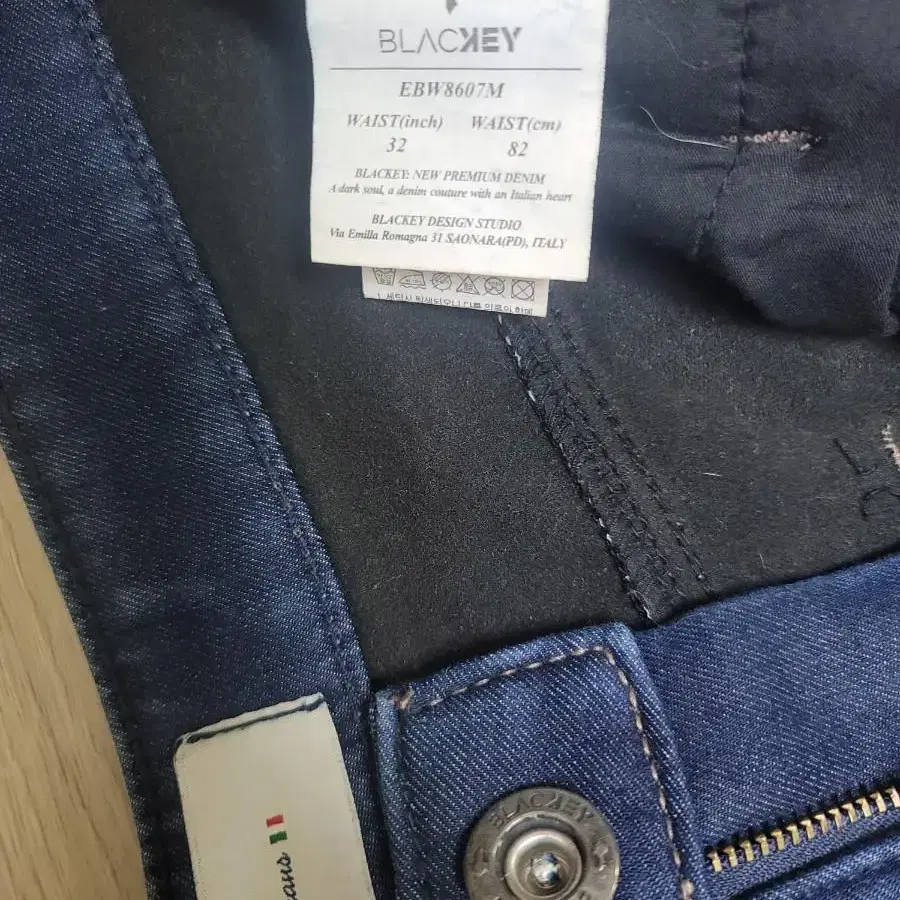 BLACKEY
EBW8607M
WAIST(inch) WAIST(cm)
32 82
BLACKEY: NEW PREMIUM DENIM
A dark soul, a denim couture with an Italian heart
BLACKEY DESIGN STUDIO
Via Emilla Romagna 31 SAONARA(PD), ITALY
BLACKEY